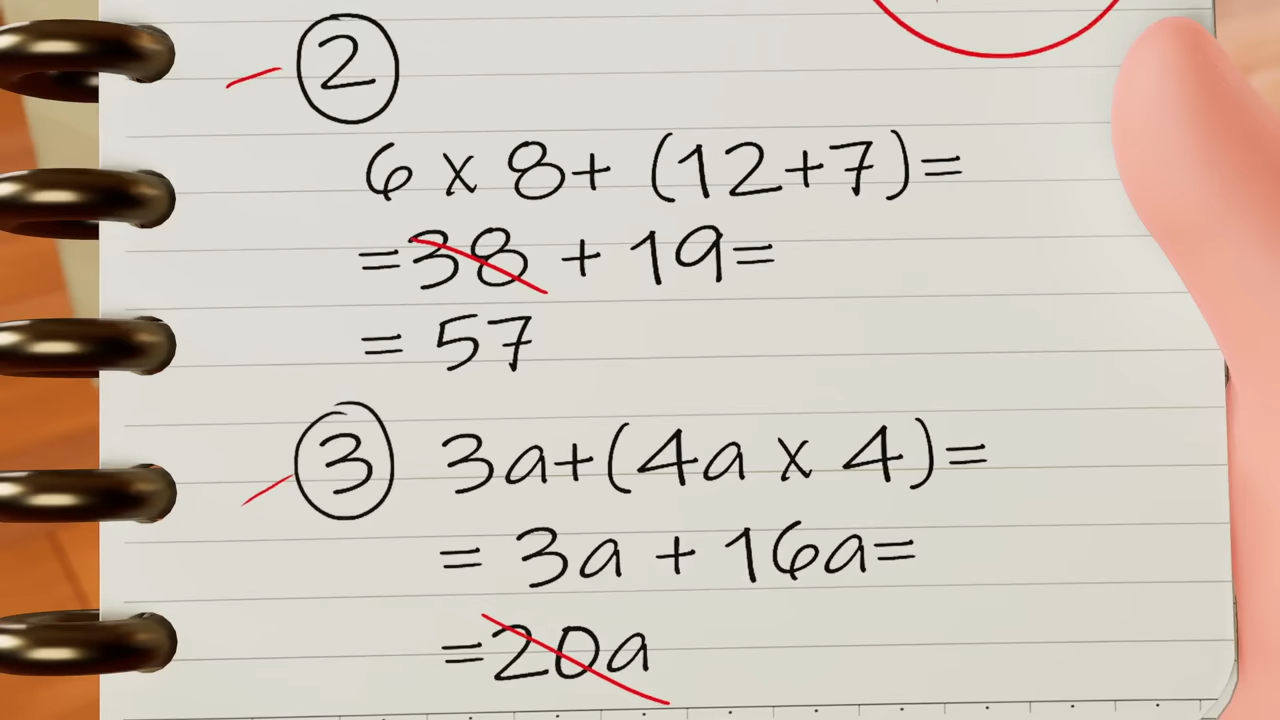 2
6 x 8+ (12+7)=
=38 + 19=
= 57
3 3a+(4a x 4)=
= 3a + 16a=
=20a